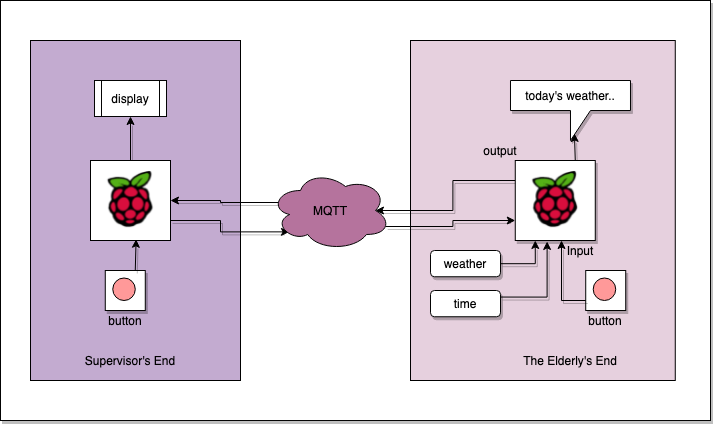 display
today's weather..
output
MQTT
Input
weather
time
button
button
Supervisor's End
The Elderly's End